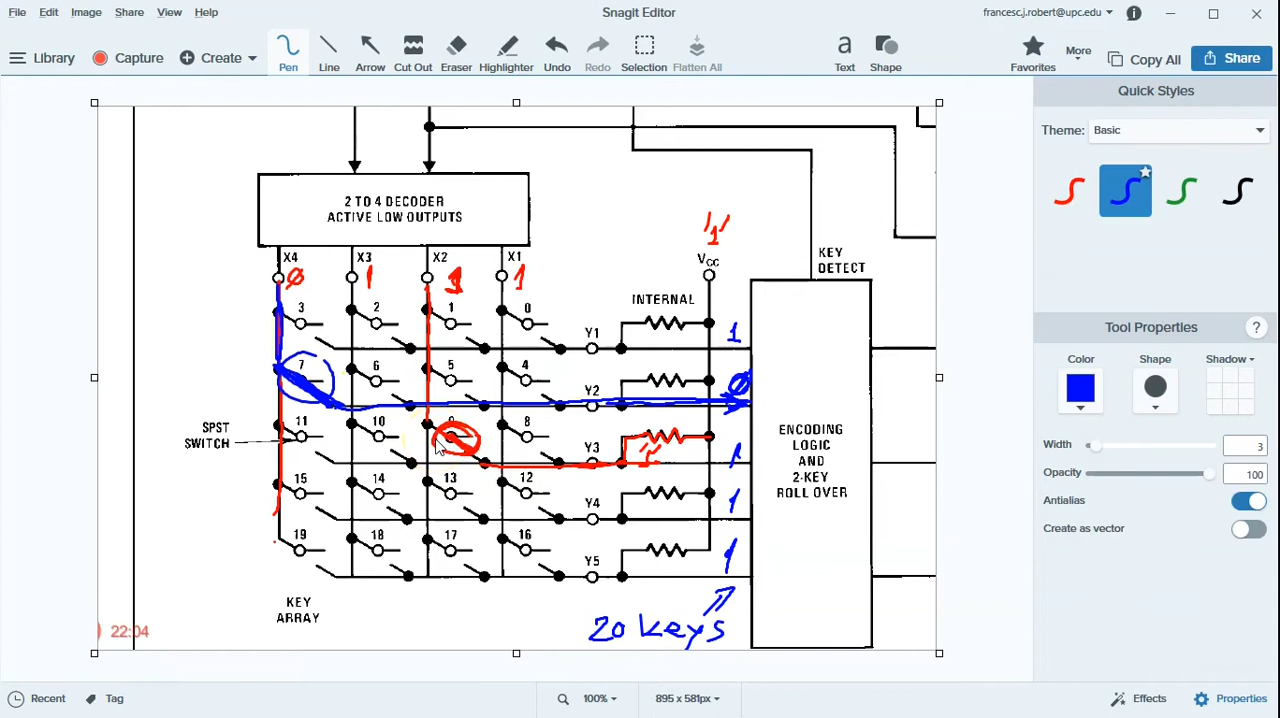 File Edit Image Share View Help
Snagit Editor
francesc.j.robert@upc.edu
Library Capture Create
Pen Line Arrow Cut Out Eraser Highlighter Undo Redo Selection Flatten All
Text Shape
Favorites More Copy All Share
Quick Styles
Theme: Basic
2 TO 4 DECODER
ACTIVE LOW OUTPUTS
'1'
X4 X3 X2 X1
0 1 1 1
VCC
KEY
DETECT
INTERNAL
3 2 1 0
Y1
1
7 6 5 4
Y2
0
SPST
SWITCH
11 10 9 8
Y3
1
15 14 13 12
Y4
1
19 18 17 16
Y5
1
ENCODING
LOGIC
AND
2-KEY
ROLL OVER
KEY
ARRAY
20 keys
22:04
Tool Properties ?
Color Shape Shadow
Width 3
Opacity 100
Antialias
Create as vector
Recent Tag
100% 895 x 581px
Effects Properties